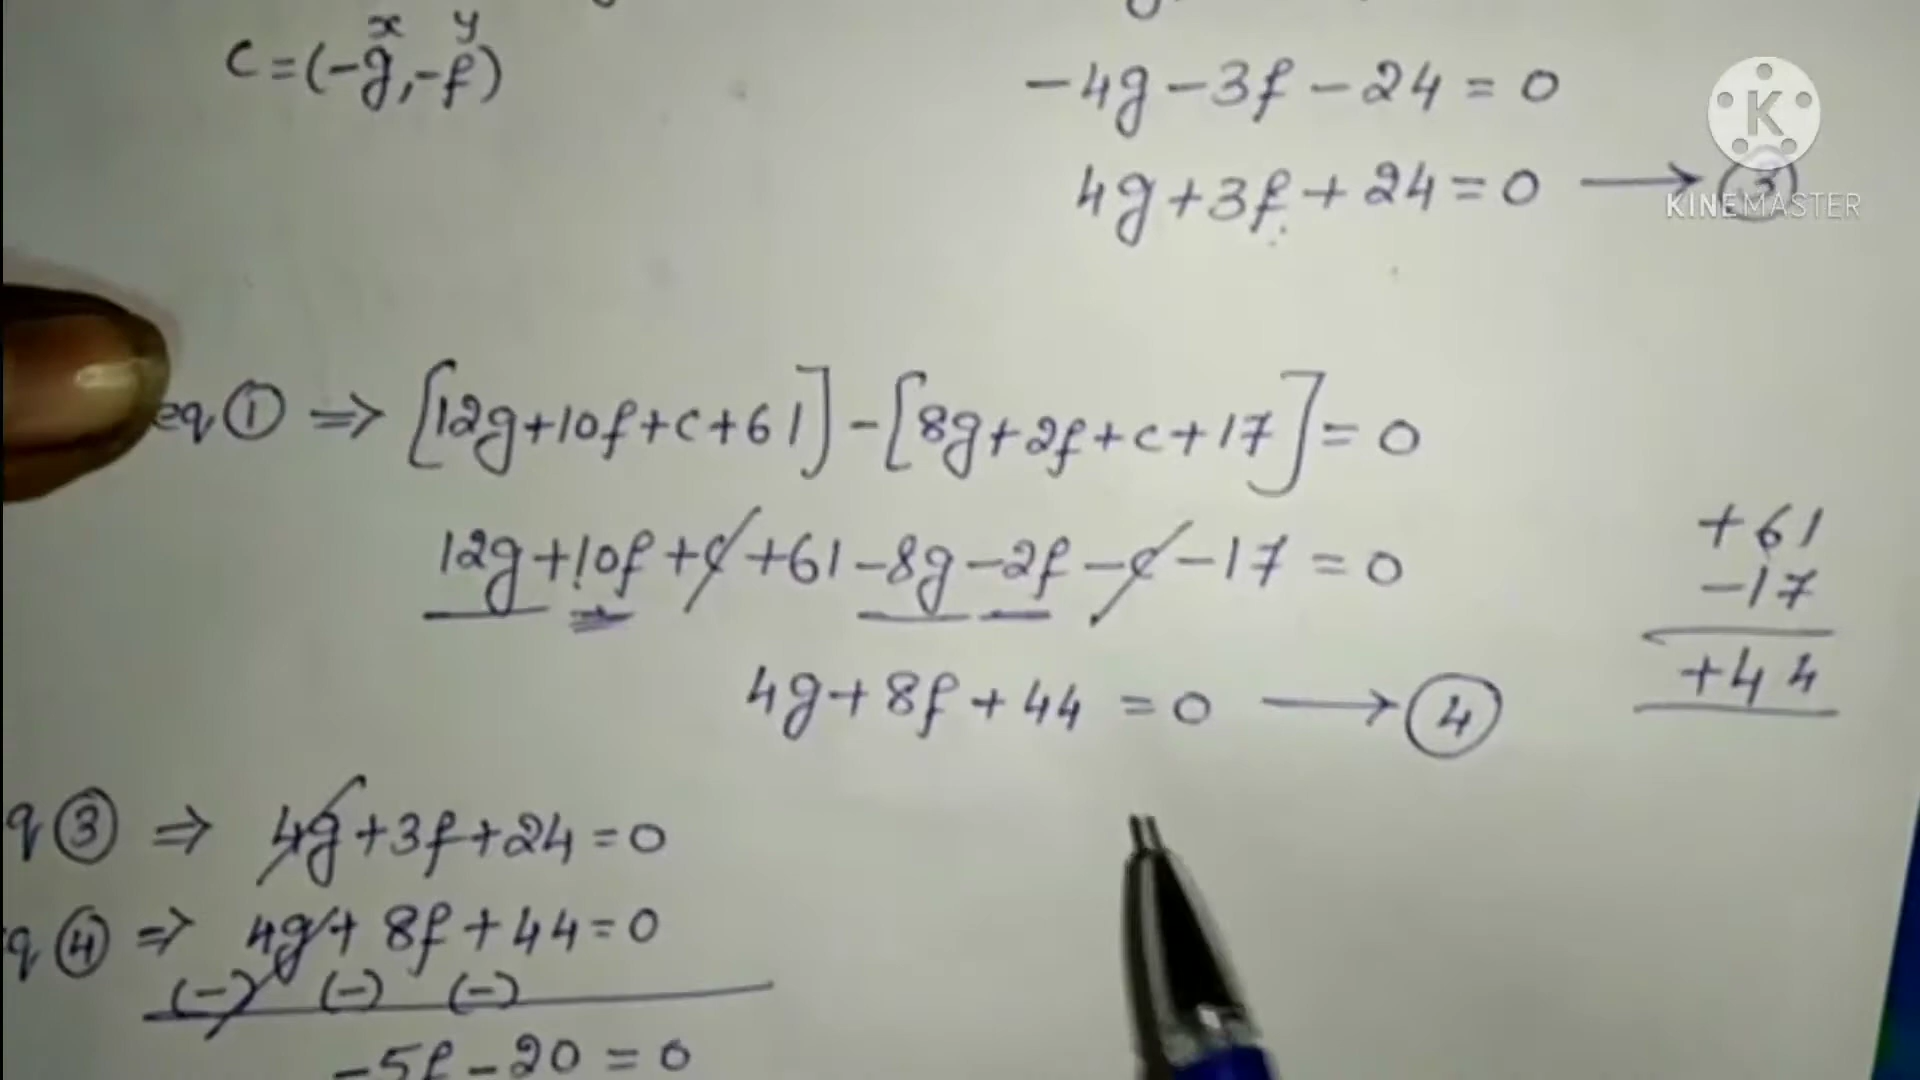 x y
C=(-g,-f)
-4g-3f-24=0
4g+3f+24=0 → ③
K
KINEMASTER
eq ① ⇒ [12g+10f+c+61]-[8g+2f+c+17]=0
12g+10f+c+61-8g-2f-c-17=0
+61
-17
+44
4g+8f+44=0 → ④
q ③ ⇒ 4g+3f+24=0
q ④ ⇒ 4g+8f+44=0
(-) (-) (-)
-5f-20=0